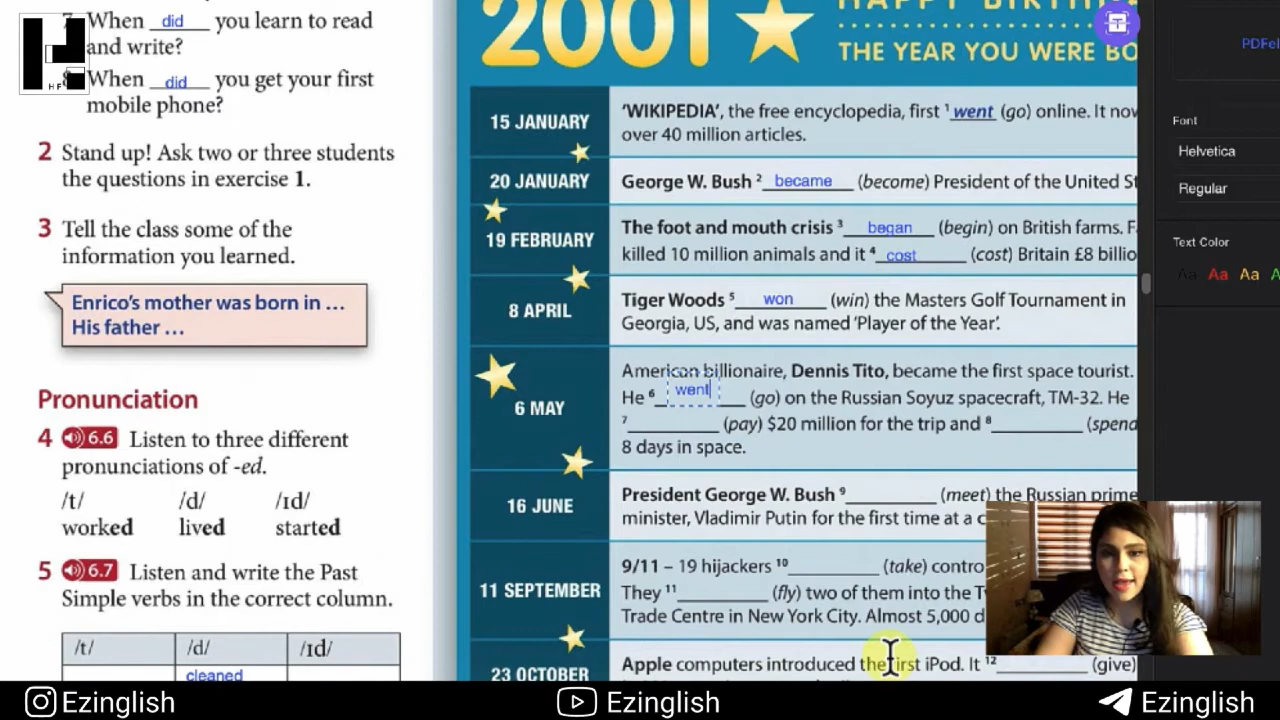 7 When did you learn to read
and write?
8 When did you get your first
mobile phone?
2 Stand up! Ask two or three students
the questions in exercise 1.
3 Tell the class some of the
information you learned.
Enrico's mother was born in ...
His father ...
Pronunciation
4 6.6 Listen to three different
pronunciations of -ed.
/t/ /d/ /ɪd/
worked lived started
5 6.7 Listen and write the Past
Simple verbs in the correct column.
/t/ /d/ /ɪd/
cleaned
HF
2001
HAPPY
THE YEAR YOU WERE BO
15 JANUARY
'WIKIPEDIA', the free encyclopedia, first 1 went (go) online. It now
over 40 million articles.
20 JANUARY
George W. Bush 2 became (become) President of the United St
19 FEBRUARY
The foot and mouth crisis 3 began (begin) on British farms. F
killed 10 million animals and it 4 cost (cost) Britain £8 billio
8 APRIL
Tiger Woods 5 won (win) the Masters Golf Tournament in
Georgia, US, and was named 'Player of the Year'.
6 MAY
American billionaire, Dennis Tito, became the first space tourist.
He 6 went (go) on the Russian Soyuz spacecraft, TM-32. He
7 (pay) $20 million for the trip and 8 (spend
8 days in space.
16 JUNE
President George W. Bush 9 (meet) the Russian prime
minister, Vladimir Putin for the first time at a
11 SEPTEMBER
9/11 – 19 hijackers 10 (take) contro
They 11 (fly) two of them into the
Trade Centre in New York City. Almost 5,000 d
23 OCTOBER
Apple computers introduced the first iPod. It 12 (give)
PDFel
Font
Helvetica
Regular
Text Color
Aa Aa Aa A
Ezinglish
Ezinglish
Ezinglish